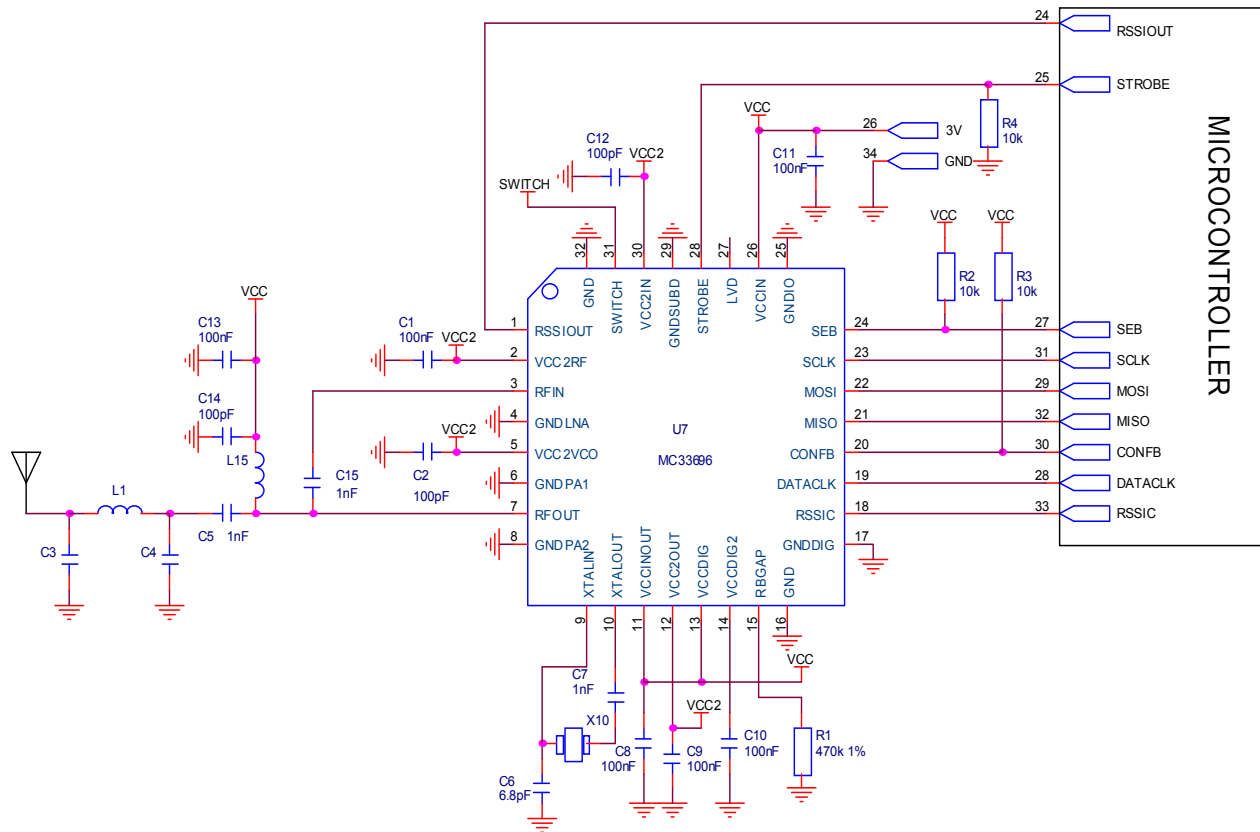 24
RSSIOUT
25
STROBE
MICROCONTROLLER
VCC
26
3V
R4
10k
C12
100pF
VCC2
C11
100nF
34
GND
SWITCH
VCC
VCC
32
31
30
29
28
27
26
25
R2
10k
R3
10k
GND
SWITCH
VCC2IN
GNDSUBD
STROBE
LVD
VCCIN
GNDIO
VCC
C13
100nF
C1
100nF
VCC2
1
RSSIOUT
SEB
24
27
SEB
2
VCC2RF
SCLK
23
31
SCLK
3
RFIN
MOSI
22
29
MOSI
C14
100pF
4
GNDLNA
MISO
21
32
MISO
U7
VCC2
5
VCC2VCO
MC33696
CONFB
20
30
CONFB
L15
C15
1nF
C2
100pF
6
GNDPA1
DATACLK
19
28
DATACLK
L1
C5
1nF
7
RFOUT
RSSIC
18
33
RSSIC
C3
C4
8
GNDPA2
GNDDIG
17
XTALIN
XTALOUT
VCCINOUT
VCC2OUT
VCCDIG
VCCDIG2
RBGAP
GND
9
10
11
12
13
14
15
16
C7
1nF
VCC
X10
VCC2
C8
100nF
C9
100nF
C10
100nF
R1
470k 1%
C6
6.8pF